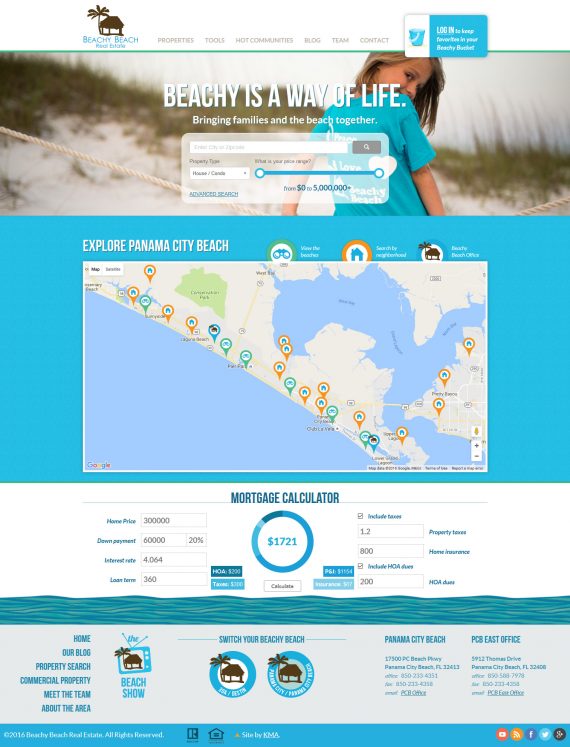 BEACHY BEACH
Real Estate
PROPERTIES TOOLS HOT COMMUNITIES BLOG TEAM CONTACT
LOG IN to keep
favorites in your
Beachy Bucket
BEACHY IS A WAY OF LIFE.
Bringing families and the beach together.
Enter City or Zip code
Property Type What is your price range?
House / Condo
from $0 to 5,000,000+
ADVANCED SEARCH
EXPLORE PANAMA CITY BEACH
View the
beaches
Search by
neighborhood
Beachy
Beach Office
Map Satellite
West Bay
Conservation
Park
Sunnyside
Laguna Beach
Pier Park
Panama
City Beach
Club La Vela
Pretty Bayou
Upper Grand
Lagoon
Lower Grand
Lagoon
Google
Map data ©2016 Google, INEGI Terms of Use Report a map error
MORTGAGE CALCULATOR
Home Price 300000
Down payment 60000 20%
Interest rate 4.064
Loan term 360
$1721
HOA: $200
Taxes: $300
P&I: $1154
Insurance: $67
Calculate
Include taxes
1.2 Property taxes
800 Home insurance
Include HOA dues
200 HOA dues
HOME
OUR BLOG
PROPERTY SEARCH
COMMERCIAL PROPERTY
MEET THE TEAM
ABOUT THE AREA
the
BEACH
SHOW
SWITCH YOUR BEACHY BEACH
30A / DESTIN
PANAMA CITY / PANAMA CITY BEACH
PANAMA CITY BEACH
17500 PC Beach Pkwy
Panama City Beach, FL 32413
office 850-233-4351
fax 850-233-4358
email PCB Office
PCB EAST OFFICE
5912 Thomas Drive
Panama City Beach, FL 32408
office 850-588-7978
fax 850-233-4358
email PCB East Office
©2016 Beachy Beach Real Estate. All Rights Reserved.
Site by KMA.